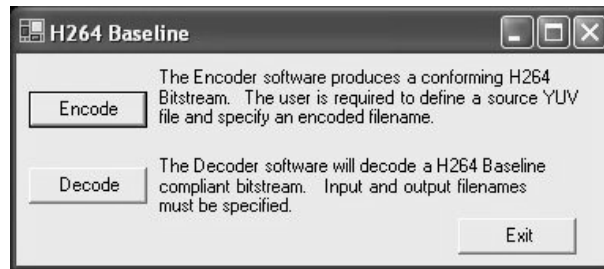 H264 Baseline
The Encoder software produces a conforming H264
Bitstream. The user is required to define a source YUV
file and specify an encoded filename.
Encode
The Decoder software will decode a H264 Baseline
compliant bitstream. Input and output filenames
must be specified.
Decode
Exit